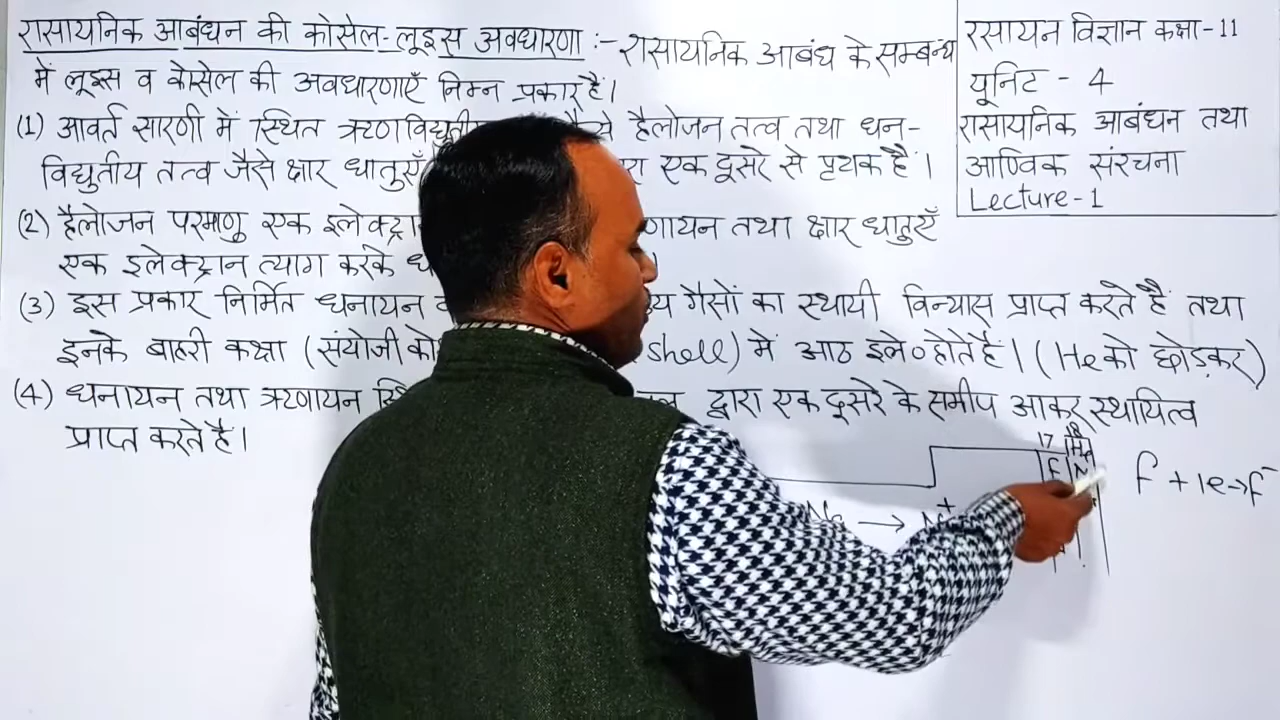 रासायनिक आबंधन की कोसेल-लूइस अवधारणा :- रासायनिक आबंध के सम्बन्ध
में लूइस व कोसेल की अवधारणाएँ निम्न प्रकार हैं।
(1) आवर्त सारणी में स्थित ऋणविद्युतीय हैलोजन तत्व तथा धन-
विद्युतीय तत्व जैसे क्षार धातुएँ एक दूसरे से पृथक हैं।
(2) हैलोजन परमाणु एक इलेक्ट्रा तथा क्षार धातुएँ
एक इलेक्ट्रान त्याग करके
(3) इस प्रकार निर्मित धनायन गैसों का स्थायी विन्यास प्राप्त करते हैं तथा
इनके बाहरी कक्षा (संयोजी को shell) में आठ इले० होते हैं। (He को छोड़कर)
(4) धनायन तथा ऋणायन द्वारा एक दूसरे के समीप आकर स्थायित्व
प्राप्त करते है।
रसायन विज्ञान कक्षा-11
यूनिट - 4
रासायनिक आबंधन तथा
आण्विक संरचना
Lecture-1
17 18
He
F
Na →
f + 1e → f⁻